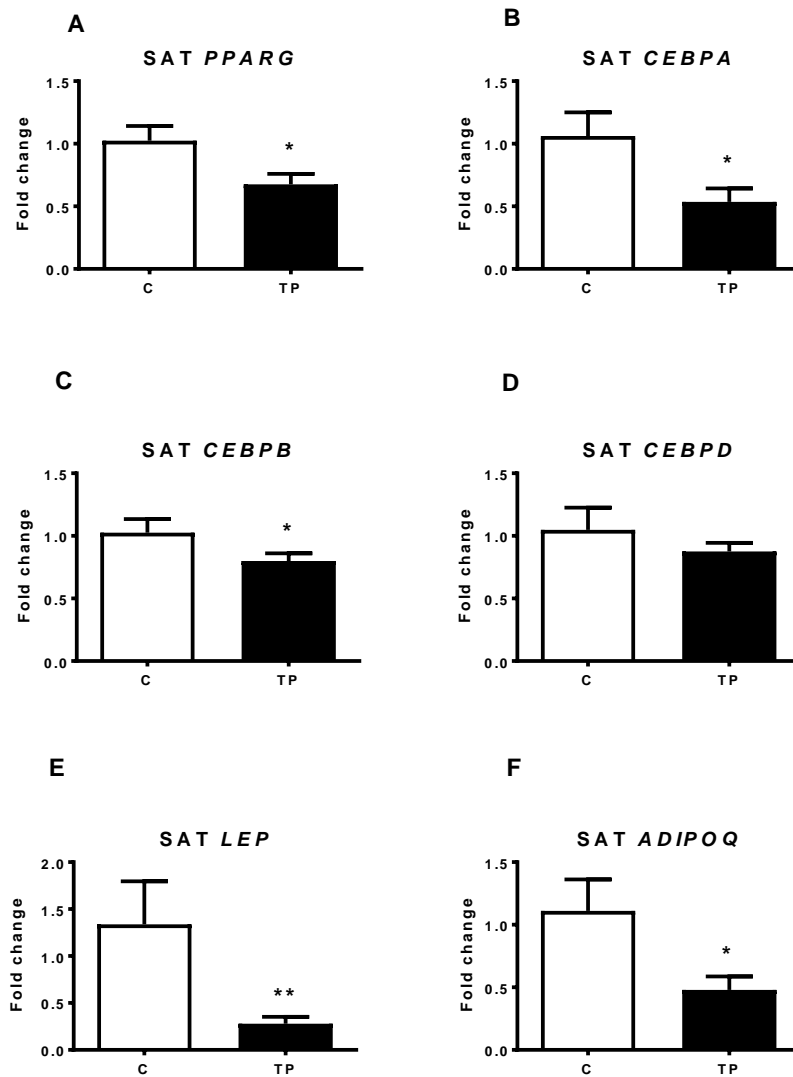 A
SAT PPARG
Fold change
1.5
1.0
0.5
0.0
*
C
TP
B
SAT CEBPA
Fold change
1.5
1.0
0.5
0.0
*
C
TP
C
SAT CEBPB
Fold change
1.5
1.0
0.5
0.0
*
C
TP
D
SAT CEBPD
Fold change
1.5
1.0
0.5
0.0
C
TP
E
SAT LEP
Fold change
2.0
1.5
1.0
0.5
0.0
**
C
TP
F
SAT ADIPOQ
Fold change
1.5
1.0
0.5
0.0
*
C
TP